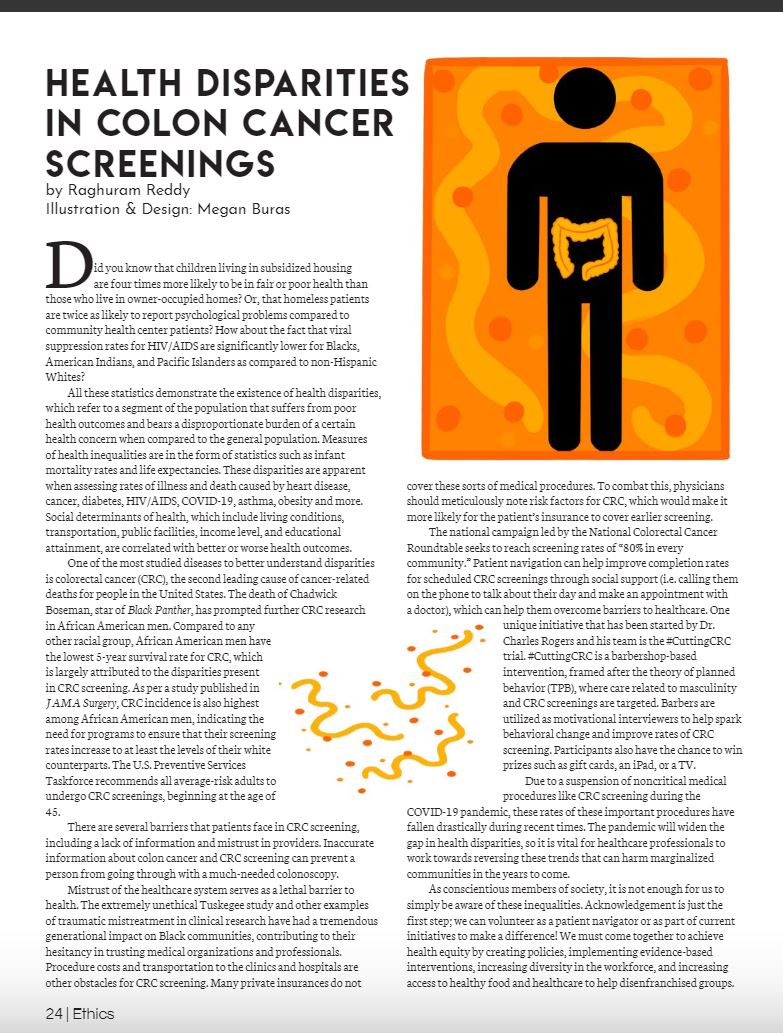 HEALTH DISPARITIES
IN COLON CANCER
SCREENINGS
by Raghuram Reddy
Illustration & Design: Megan Buras
Did you know that children living in subsidized housing
are four times more likely to be in fair or poor health than
those who live in owner-occupied homes? Or, that homeless patients
are twice as likely to report psychological problems compared to
community health center patients? How about the fact that viral
suppression rates for HIV/AIDS are significantly lower for Blacks,
American Indians, and Pacific Islanders as compared to non-Hispanic
Whites?
All these statistics demonstrate the existence of health disparities,
which refer to a segment of the population that suffers from poor
health outcomes and bears a disproportionate burden of a certain
health concern when compared to the general population. Measures
of health inequalities are in the form of statistics such as infant
mortality rates and life expectancies. These disparities are apparent
when assessing rates of illness and death caused by heart disease,
cancer, diabetes, HIV/AIDS, COVID-19, asthma, obesity and more.
Social determinants of health, which include living conditions,
transportation, public facilities, income level, and educational
attainment, are correlated with better or worse health outcomes.
One of the most studied diseases to better understand disparities
is colorectal cancer (CRC), the second leading cause of cancer-related
deaths for people in the United States. The death of Chadwick
Boseman, star of Black Panther, has prompted further CRC research
in African American men. Compared to any
other racial group, African American men have
the lowest 5-year survival rate for CRC, which
is largely attributed to the disparities present
in CRC screening. As per a study published in
JAMA Surgery, CRC incidence is also highest
among African American men, indicating the
need for programs to ensure that their screening
rates increase to at least the levels of their white
counterparts. The U.S. Preventive Services
Taskforce recommends all average-risk adults to
undergo CRC screenings, beginning at the age of
45.
There are several barriers that patients face in CRC screening,
including a lack of information and mistrust in providers. Inaccurate
information about colon cancer and CRC screening can prevent a
person from going through with a much-needed colonoscopy.
Mistrust of the healthcare system serves as a lethal barrier to
health. The extremely unethical Tuskegee study and other examples
of traumatic mistreatment in clinical research have had a tremendous
generational impact on Black communities, contributing to their
hesitancy in trusting medical organizations and professionals.
Procedure costs and transportation to the clinics and hospitals are
other obstacles for CRC screening. Many private insurances do not
cover these sorts of medical procedures. To combat this, physicians
should meticulously note risk factors for CRC, which would make it
more likely for the patient's insurance to cover earlier screening.
The national campaign led by the National Colorectal Cancer
Roundtable seeks to reach screening rates of “80% in every
community.” Patient navigation can help improve completion rates
for scheduled CRC screenings through social support (i.e. calling them
on the phone to talk about their day and make an appointment with
a doctor), which can help them overcome barriers to healthcare. One
unique initiative that has been started by Dr.
Charles Rogers and his team is the #CuttingCRC
trial. #CuttingCRC is a barbershop-based
intervention, framed after the theory of planned
behavior (TPB), where care related to masculinity
and CRC screenings are targeted. Barbers are
utilized as motivational interviewers to help spark
behavioral change and improve rates of CRC
screening. Participants also have the chance to win
prizes such as gift cards, an iPad, or a TV.
Due to a suspension of noncritical medical
procedures like CRC screening during the
COVID-19 pandemic, these rates of these important procedures have
fallen drastically during recent times. The pandemic will widen the
gap in health disparities, so it is vital for healthcare professionals to
work towards reversing these trends that can harm marginalized
communities in the years to come.
As conscientious members of society, it is not enough for us to
simply be aware of these inequalities. Acknowledgement is just the
first step; we can volunteer as a patient navigator or as part of current
initiatives to make a difference! We must come together to achieve
health equity by creating policies, implementing evidence-based
interventions, increasing diversity in the workforce, and increasing
access to healthy food and healthcare to help disenfranchised groups.
24 | Ethics